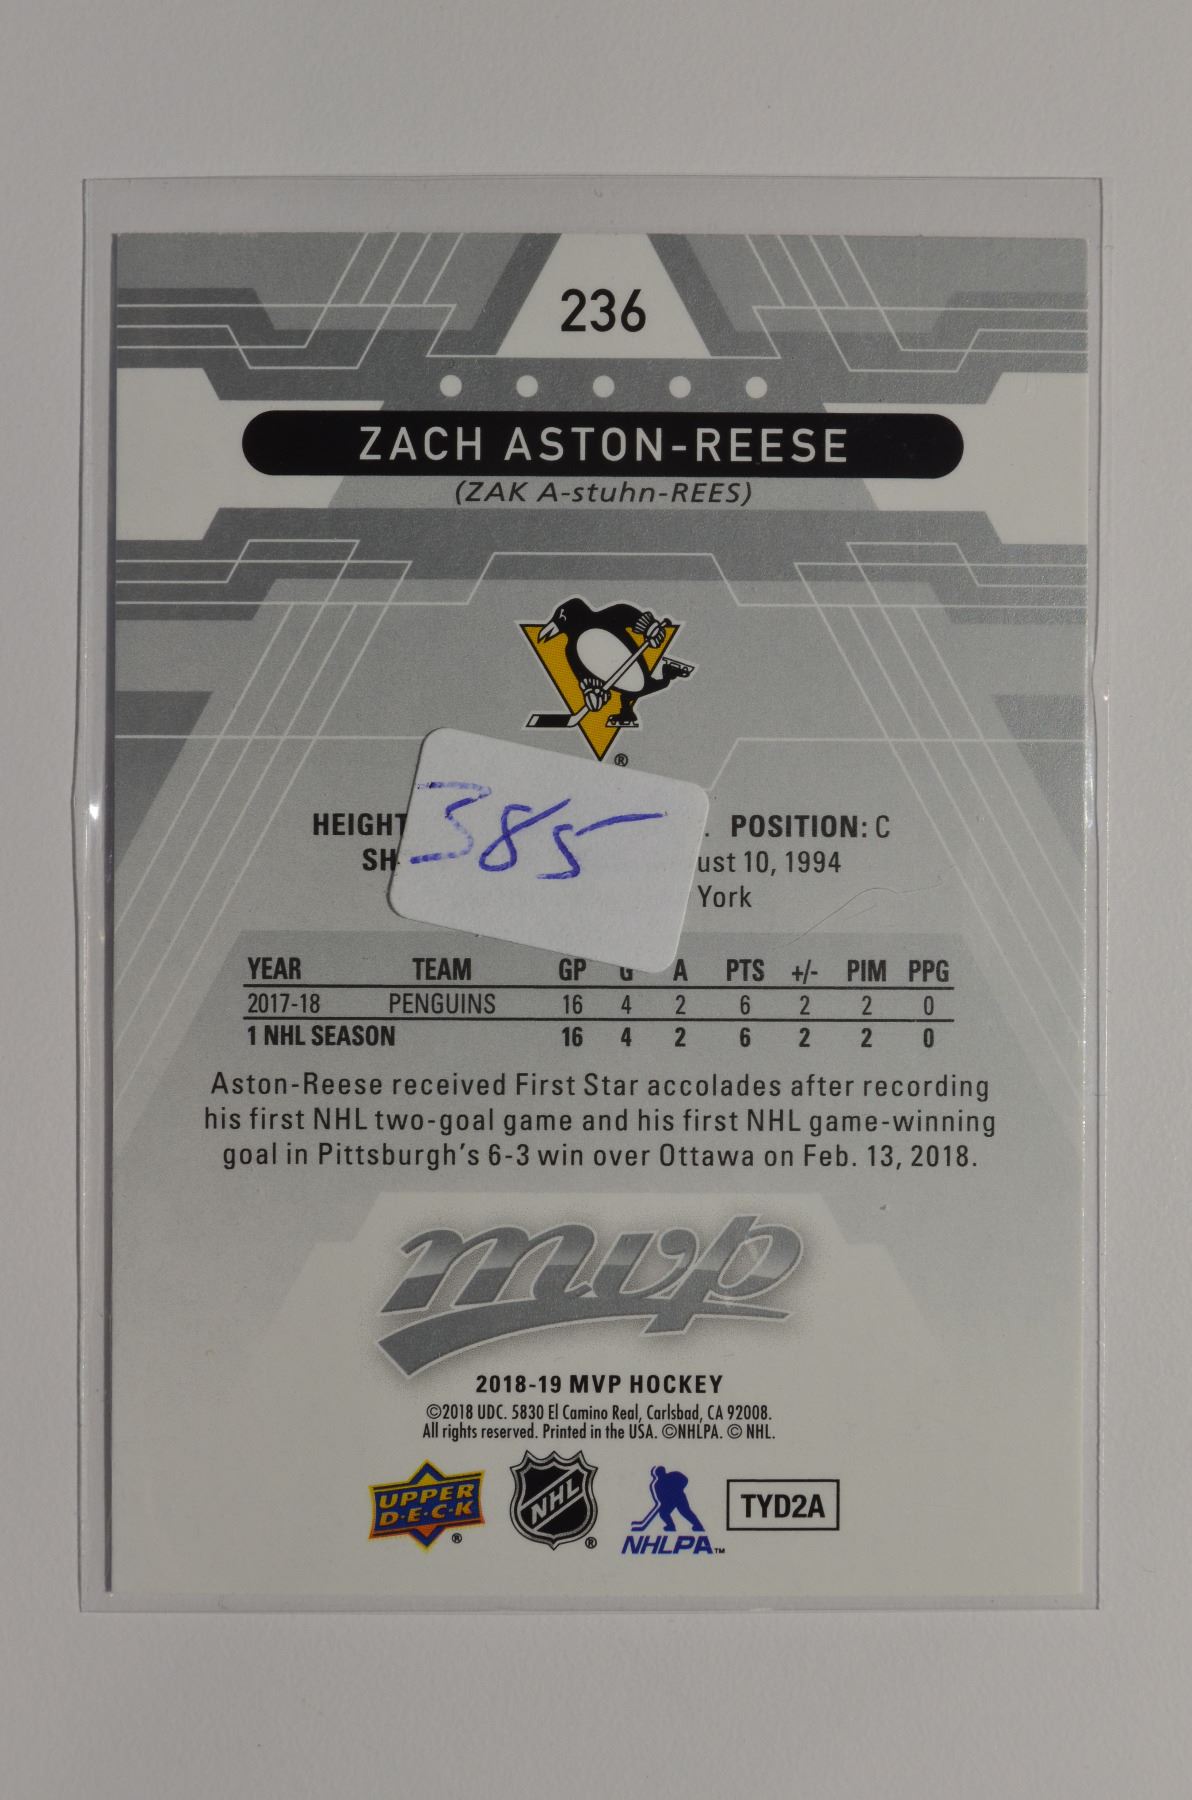 236
ZACH ASTON-REESE
(ZAK A-stuhn-REES)
®
385
HEIGHT . POSITION: C
SH ust 10, 1994
York
YEAR TEAM GP G A PTS +/- PIM PPG
2017-18 PENGUINS 16 4 2 6 2 2 0
1 NHL SEASON 16 4 2 6 2 2 0
Aston-Reese received First Star accolades after recording
his first NHL two-goal game and his first NHL game-winning
goal in Pittsburgh's 6-3 win over Ottawa on Feb. 13, 2018.
mvp
2018-19 MVP HOCKEY
©2018 UDC. 5830 El Camino Real, Carlsbad, CA 92008.
All rights reserved. Printed in the USA. ©NHLPA. © NHL.
UPPER
D·E·C·K ® NHL ® NHLPA™ TYD2A